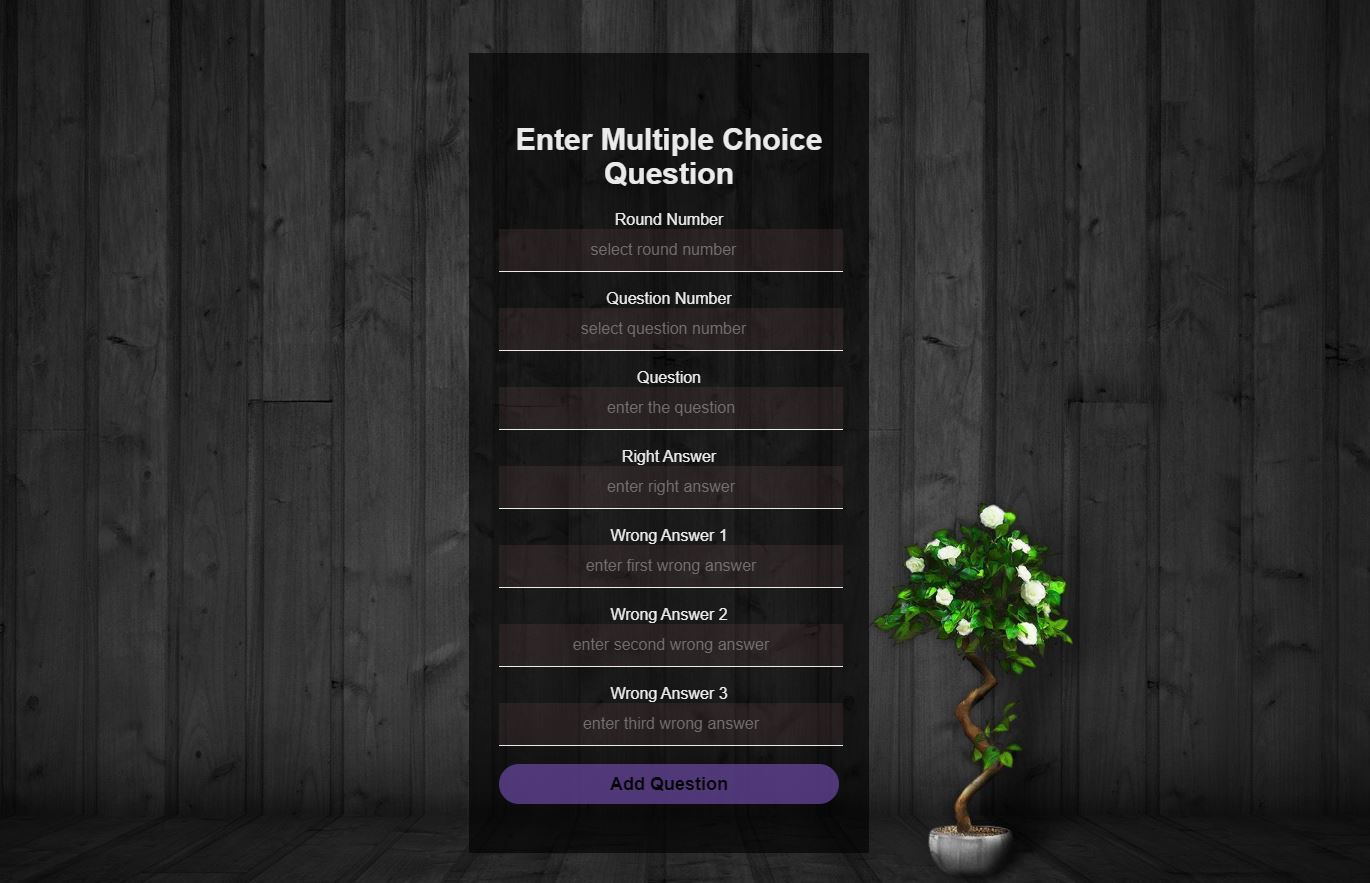 Enter Multiple Choice
Question
Round Number
select round number
Question Number
select question number
Question
enter the question
Right Answer
enter right answer
Wrong Answer 1
enter first wrong answer
Wrong Answer 2
enter second wrong answer
Wrong Answer 3
enter third wrong answer
Add Question